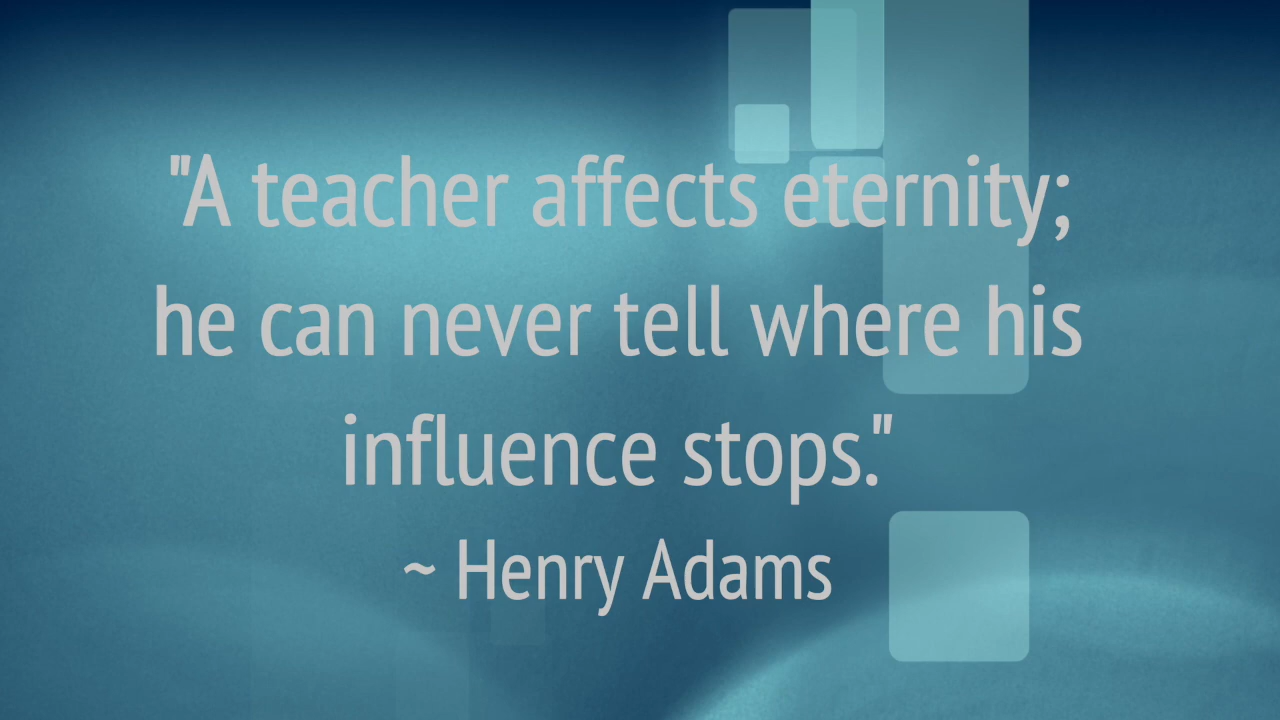 "A teacher affects eternity;
he can never tell where his
influence stops."
~ Henry Adams